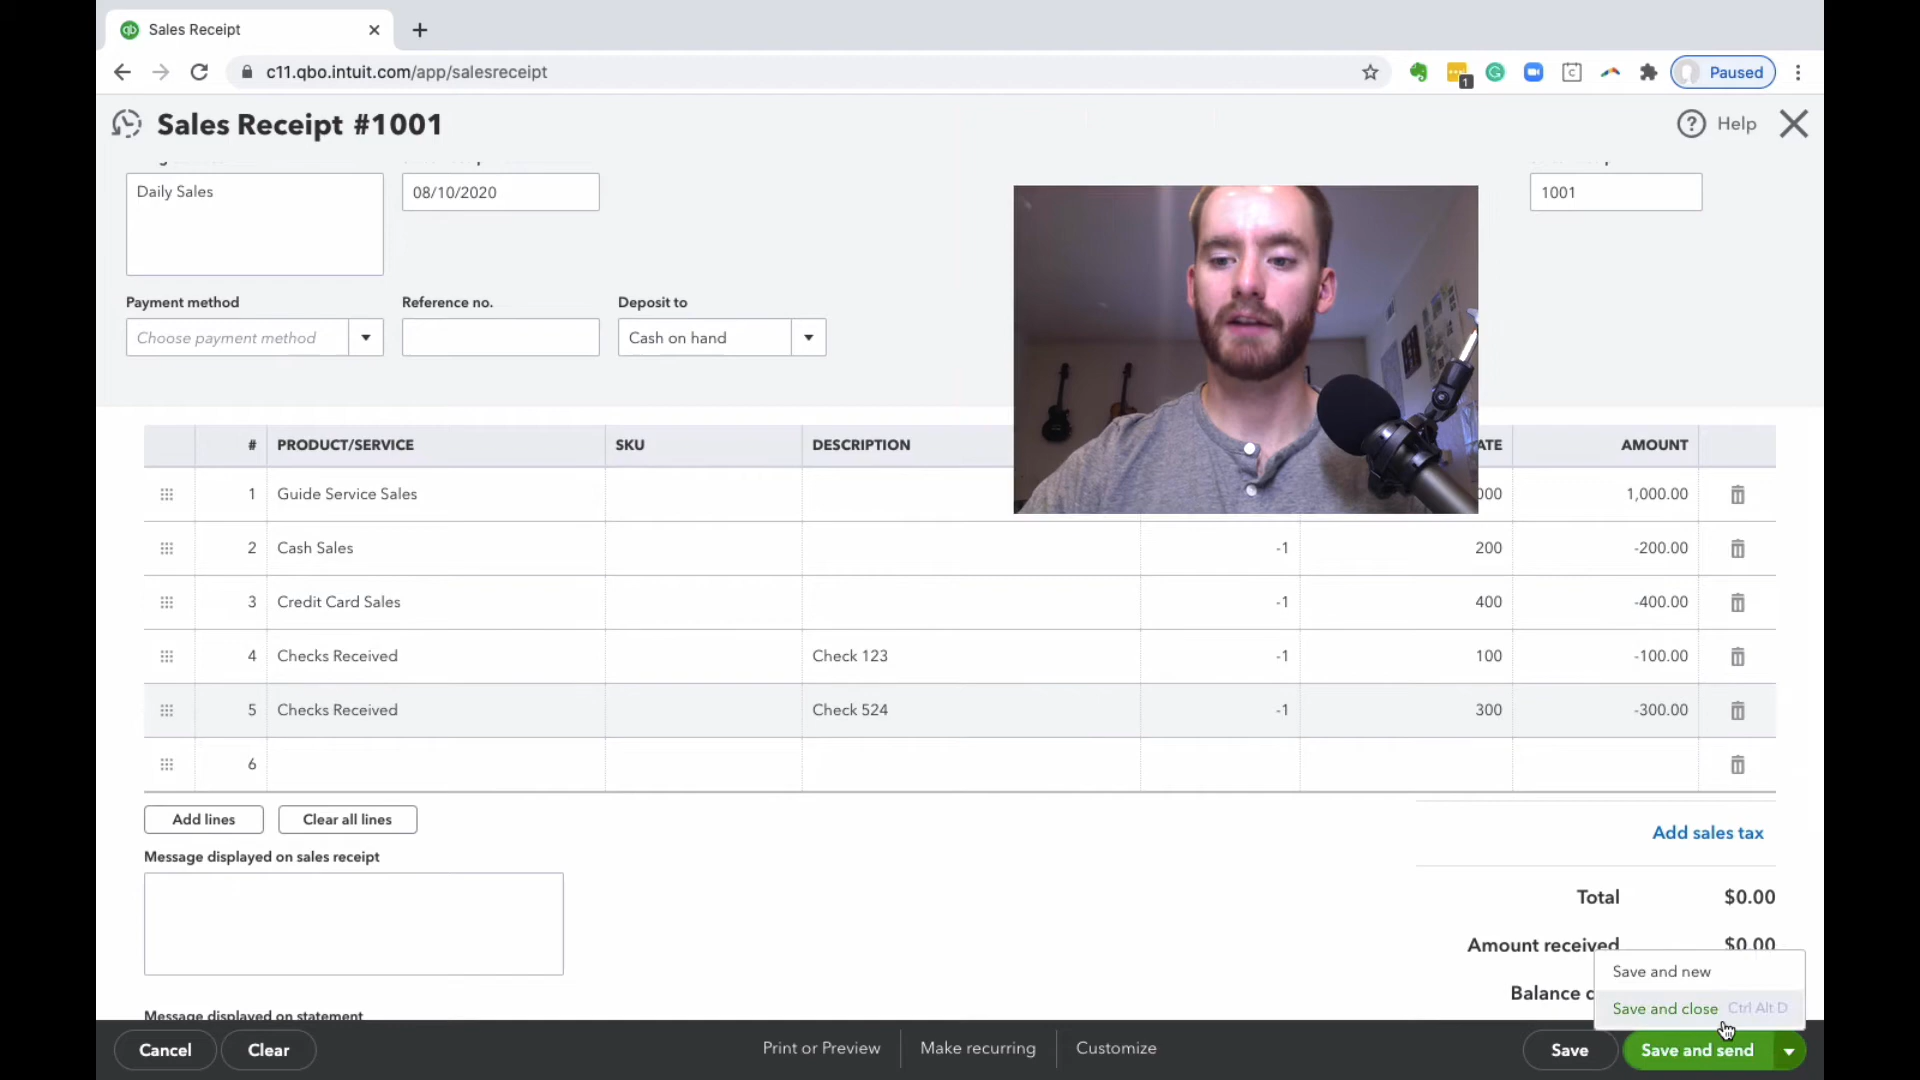 qb Sales Receipt
c11.qbo.intuit.com/app/salesreceipt
1
Paused
Sales Receipt #1001
Help
Daily Sales
08/10/2020
1001
Payment method
Reference no.
Deposit to
Choose payment method
Cash on hand
# PRODUCT/SERVICE SKU DESCRIPTION AMOUNT
1 Guide Service Sales 1,000.00
2 Cash Sales -1 200 -200.00
3 Credit Card Sales -1 400 -400.00
4 Checks Received Check 123 -1 100 -100.00
5 Checks Received Check 524 -1 300 -300.00
6
Add lines Clear all lines
Add sales tax
Message displayed on sales receipt
Total $0.00
Amount received $0.00
Save and new
Balance
Save and close Ctrl Alt D
Message displayed on statement
Cancel Clear Print or Preview Make recurring Customize Save Save and send